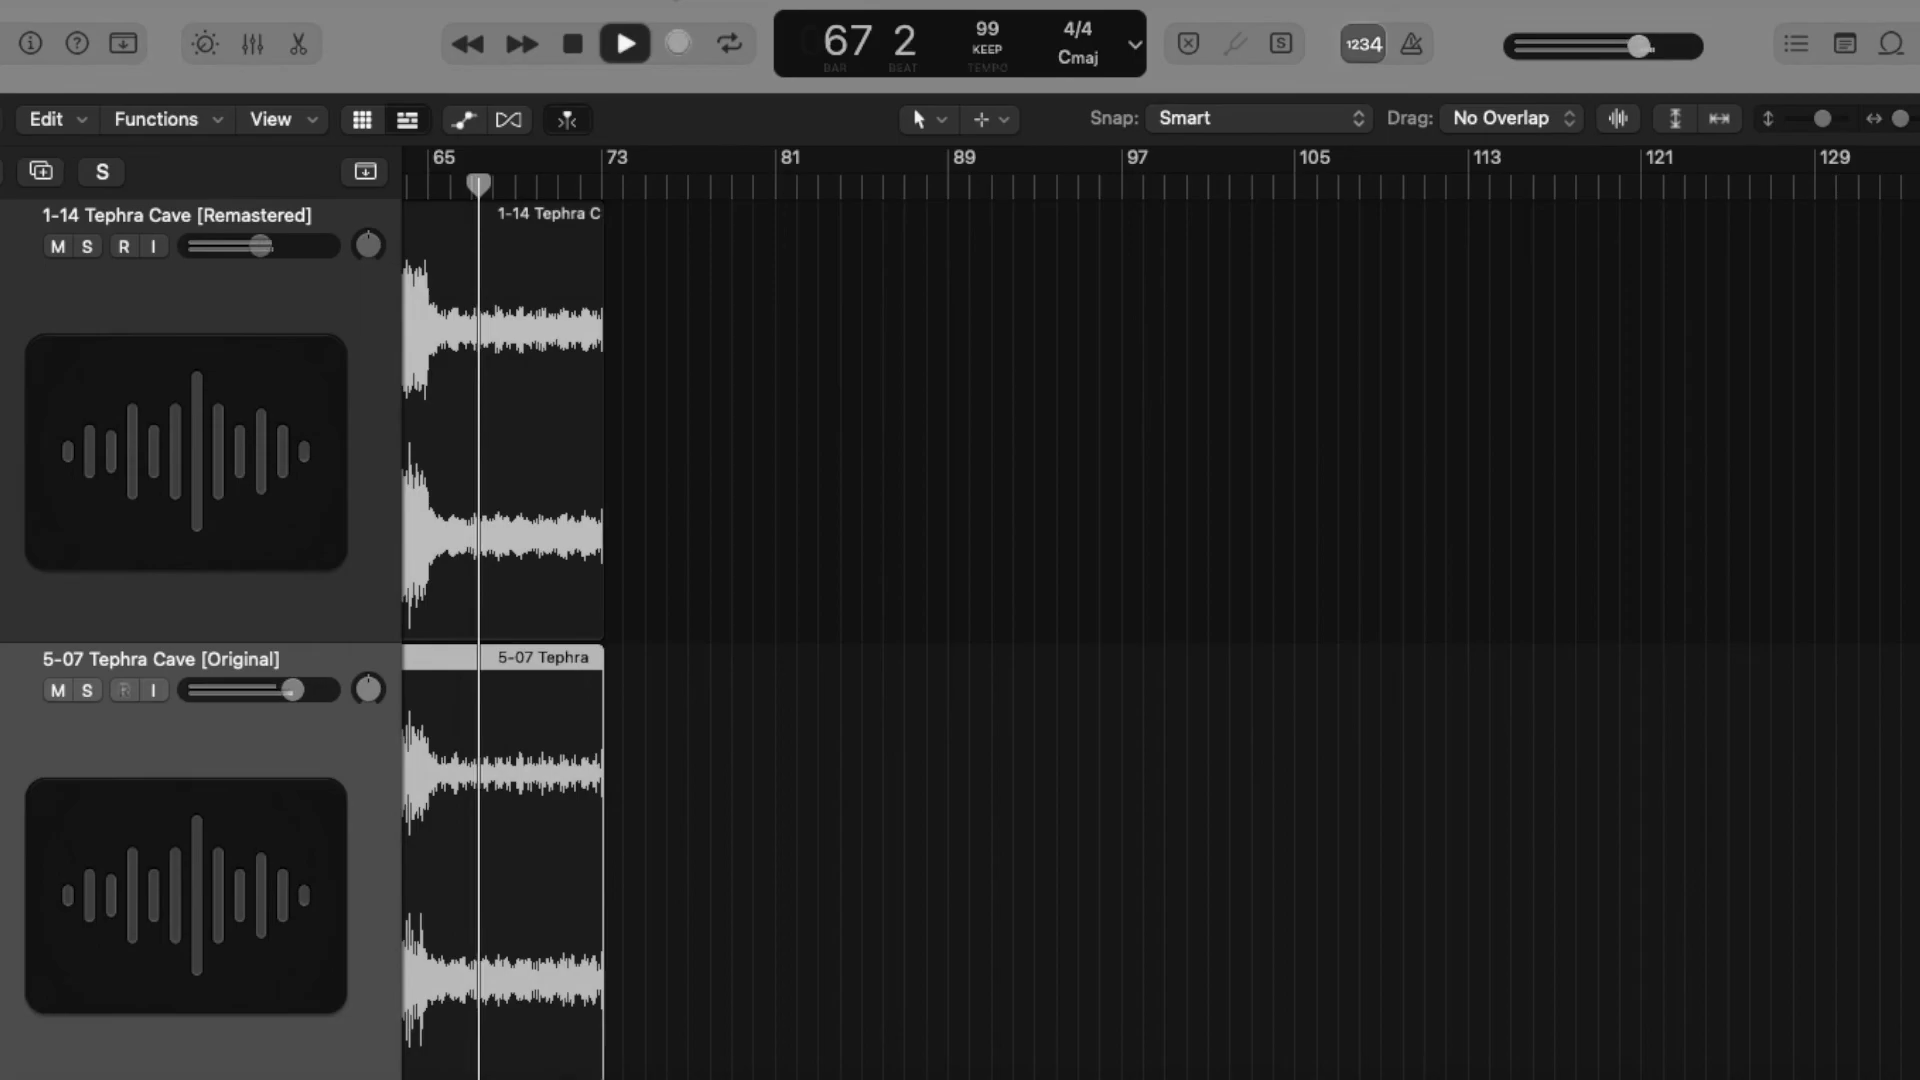 67 2 99 4/4
KEEP Cmaj
BAR BEAT TEMPO
1234
S
Edit Functions View Snap: Smart Drag: No Overlap
S 65 73 81 89 97 105 113 121 129
1-14 Tephra Cave [Remastered]
M S R I
1-14 Tephra C
5-07 Tephra Cave [Original]
M S R I
5-07 Tephra